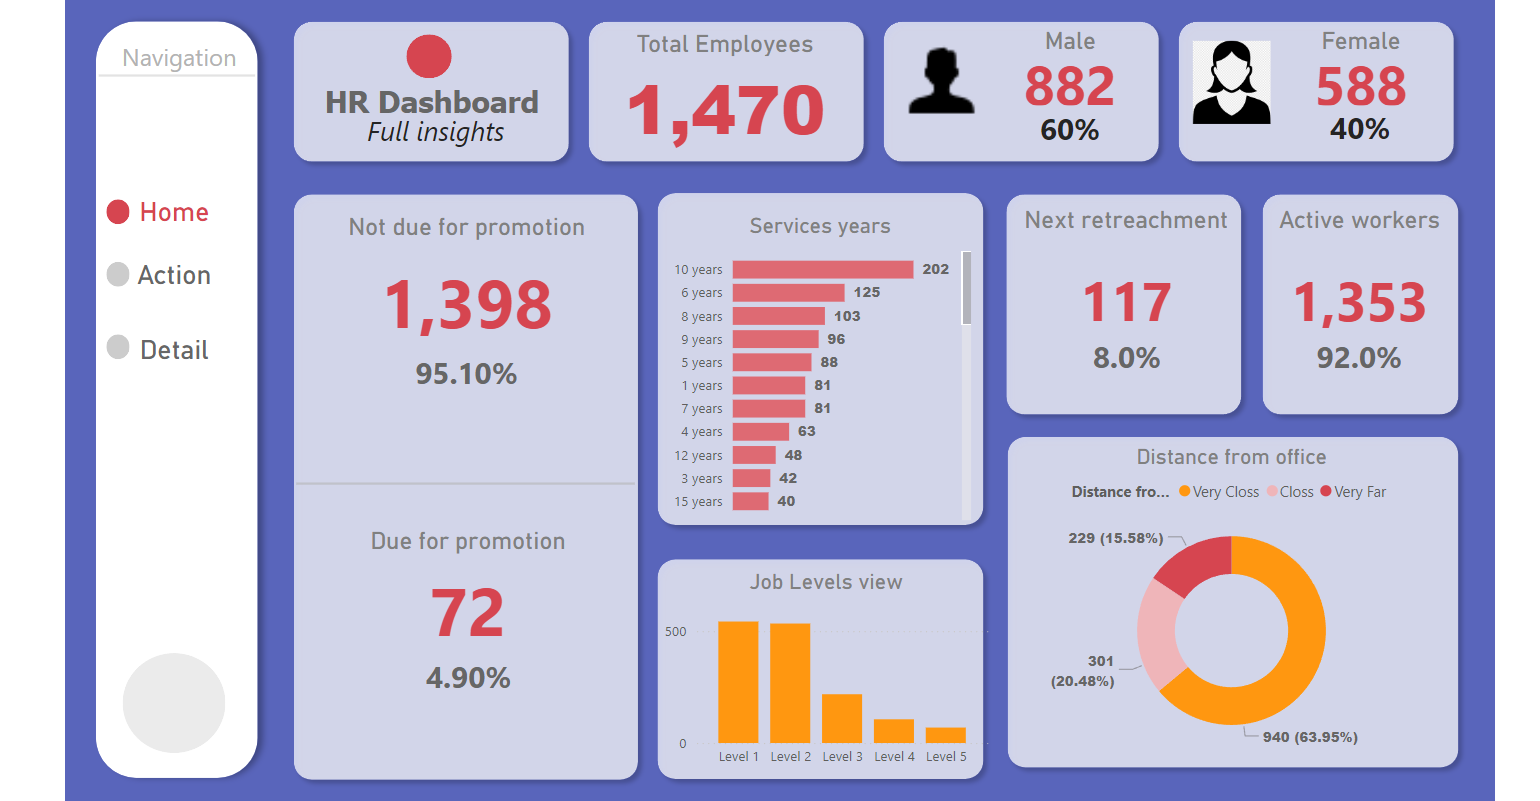 Navigation
Home
Action
Detail
HR Dashboard
Full insights
Total Employees
1,470
Male
882
60%
Female
588
40%
Not due for promotion
1,398
95.10%
Due for promotion
72
4.90%
Services years
10 years 202
6 years 125
8 years 103
9 years 96
5 years 88
1 years 81
7 years 81
4 years 63
12 years 48
3 years 42
15 years 40
Job Levels view
500
0
Level 1 Level 2 Level 3 Level 4 Level 5
Next retreachment
117
8.0%
Active workers
1,353
92.0%
Distance from office
Distance fro... Very Closs Closs Very Far
229 (15.58%)
301
(20.48%)
940 (63.95%)